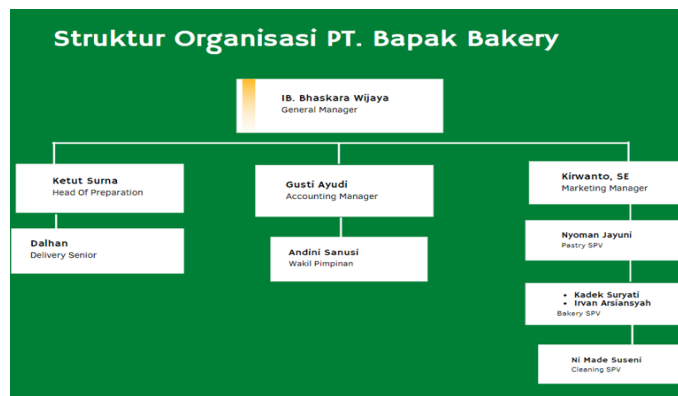 Struktur Organisasi PT. Bapak Bakery
IB. Bhaskara Wijaya
General Manager
Ketut Surna
Head Of Preparation
Gusti Ayudi
Accounting Manager
Kirwanto, SE
Marketing Manager
Dalhan
Delivery Senior
Andini Sanusi
Wakil Pimpinan
Nyoman Jayuni
Pastry SPV
• Kadek Suryati
• Irvan Arsiansyah
Bakery SPV
Ni Made Suseni
Cleaning SPV